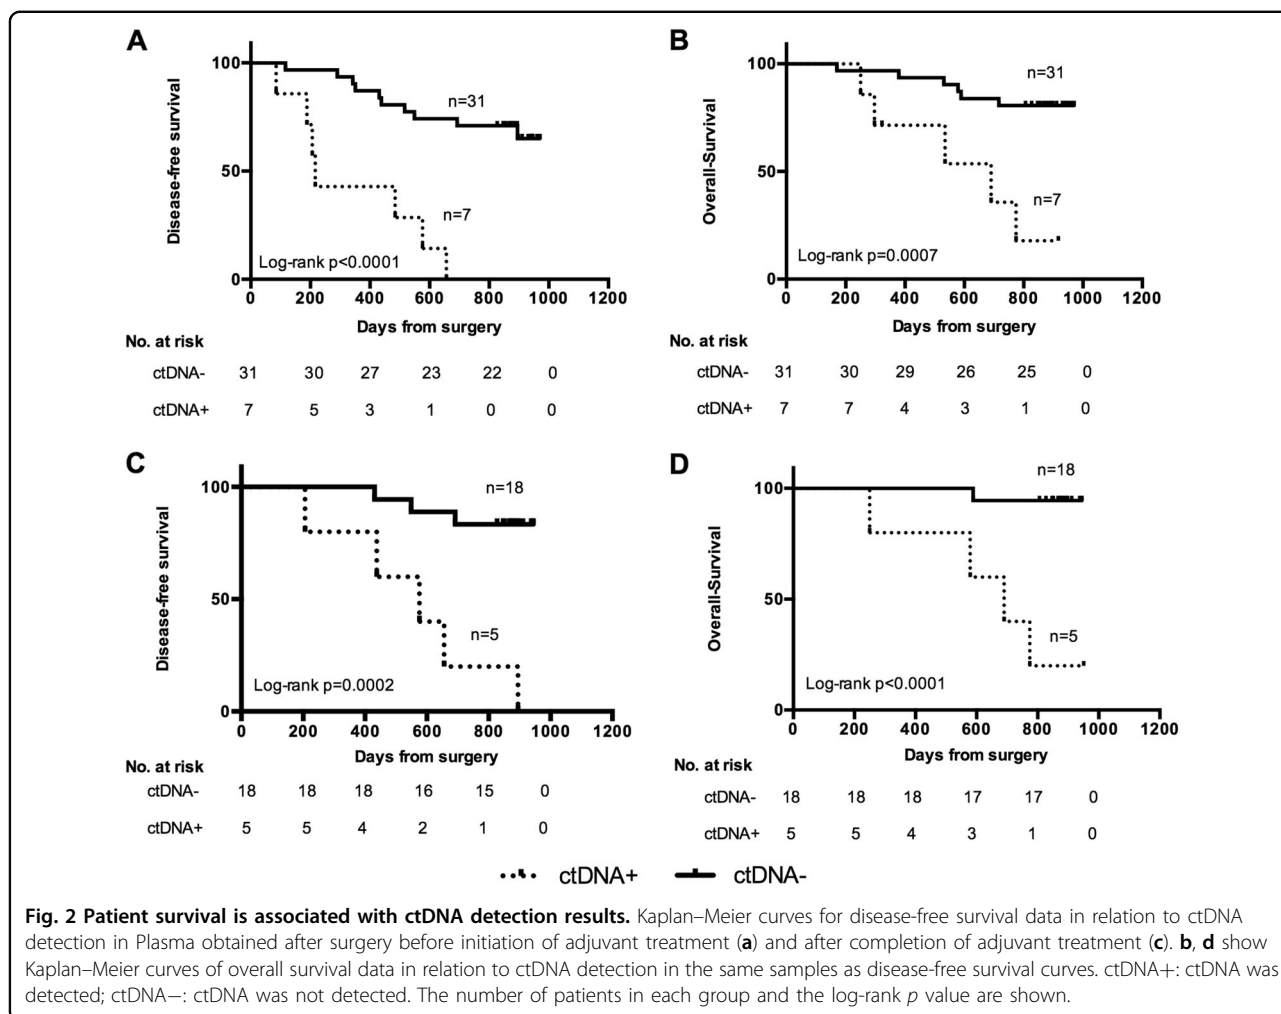 A
100
50
0
Disease-free survival
n=31
n=7
Log-rank p<0.0001
0 200 400 600 800 1000 1200
Days from surgery
No. at risk
ctDNA- 31 30 27 23 22 0
ctDNA+ 7 5 3 1 0 0
B
100
50
0
Overall-Survival
n=31
n=7
Log-rank p=0.0007
0 200 400 600 800 1000 1200
Days from surgery
No. at risk
ctDNA- 31 30 29 26 25 0
ctDNA+ 7 7 4 3 1 0
C
100
50
0
Disease-free survival
n=18
n=5
Log-rank p=0.0002
0 200 400 600 800 1000 1200
Days from surgery
No. at risk
ctDNA- 18 18 18 16 15 0
ctDNA+ 5 5 4 2 1 0
D
100
50
0
Overall-Survival
n=18
n=5
Log-rank p<0.0001
0 200 400 600 800 1000 1200
Days from surgery
No. at risk
ctDNA- 18 18 18 17 17 0
ctDNA+ 5 5 4 3 1 0
ctDNA+ ctDNA-
Fig. 2 Patient survival is associated with ctDNA detection results. Kaplan–Meier curves for disease-free survival data in relation to ctDNA
detection in Plasma obtained after surgery before initiation of adjuvant treatment (a) and after completion of adjuvant treatment (c). b, d show
Kaplan–Meier curves of overall survival data in relation to ctDNA detection in the same samples as disease-free survival curves. ctDNA+: ctDNA was
detected; ctDNA−: ctDNA was not detected. The number of patients in each group and the log-rank p value are shown.